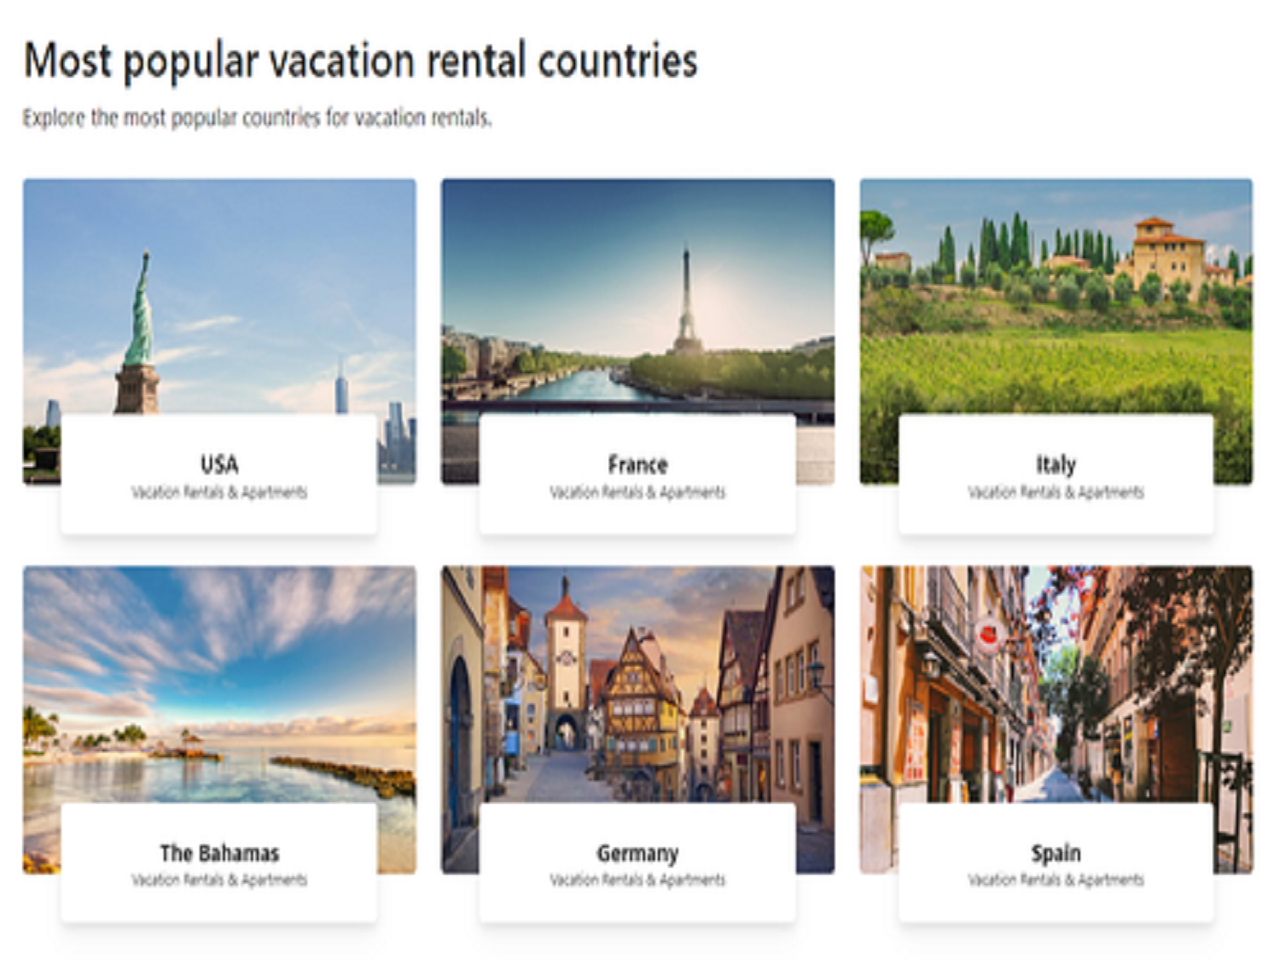 Most popular vacation rental countries
Explore the most popular countries for vacation rentals.
USA
Vacation Rentals & Apartments
France
Vacation Rentals & Apartments
Italy
Vacation Rentals & Apartments
The Bahamas
Vacation Rentals & Apartments
Germany
Vacation Rentals & Apartments
Spain
Vacation Rentals & Apartments